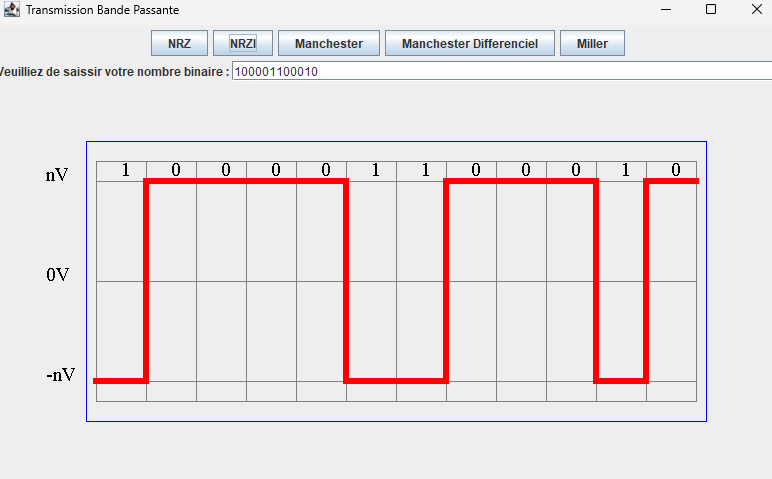 Transmission Bande Passante
NRZ NRZI Manchester Manchester Differenciel Miller
Veuilliez de saissir votre nombre binaire : 100001100010
1 0 0 0 0 1 1 0 0 0 1 0
nV
0V
-nV